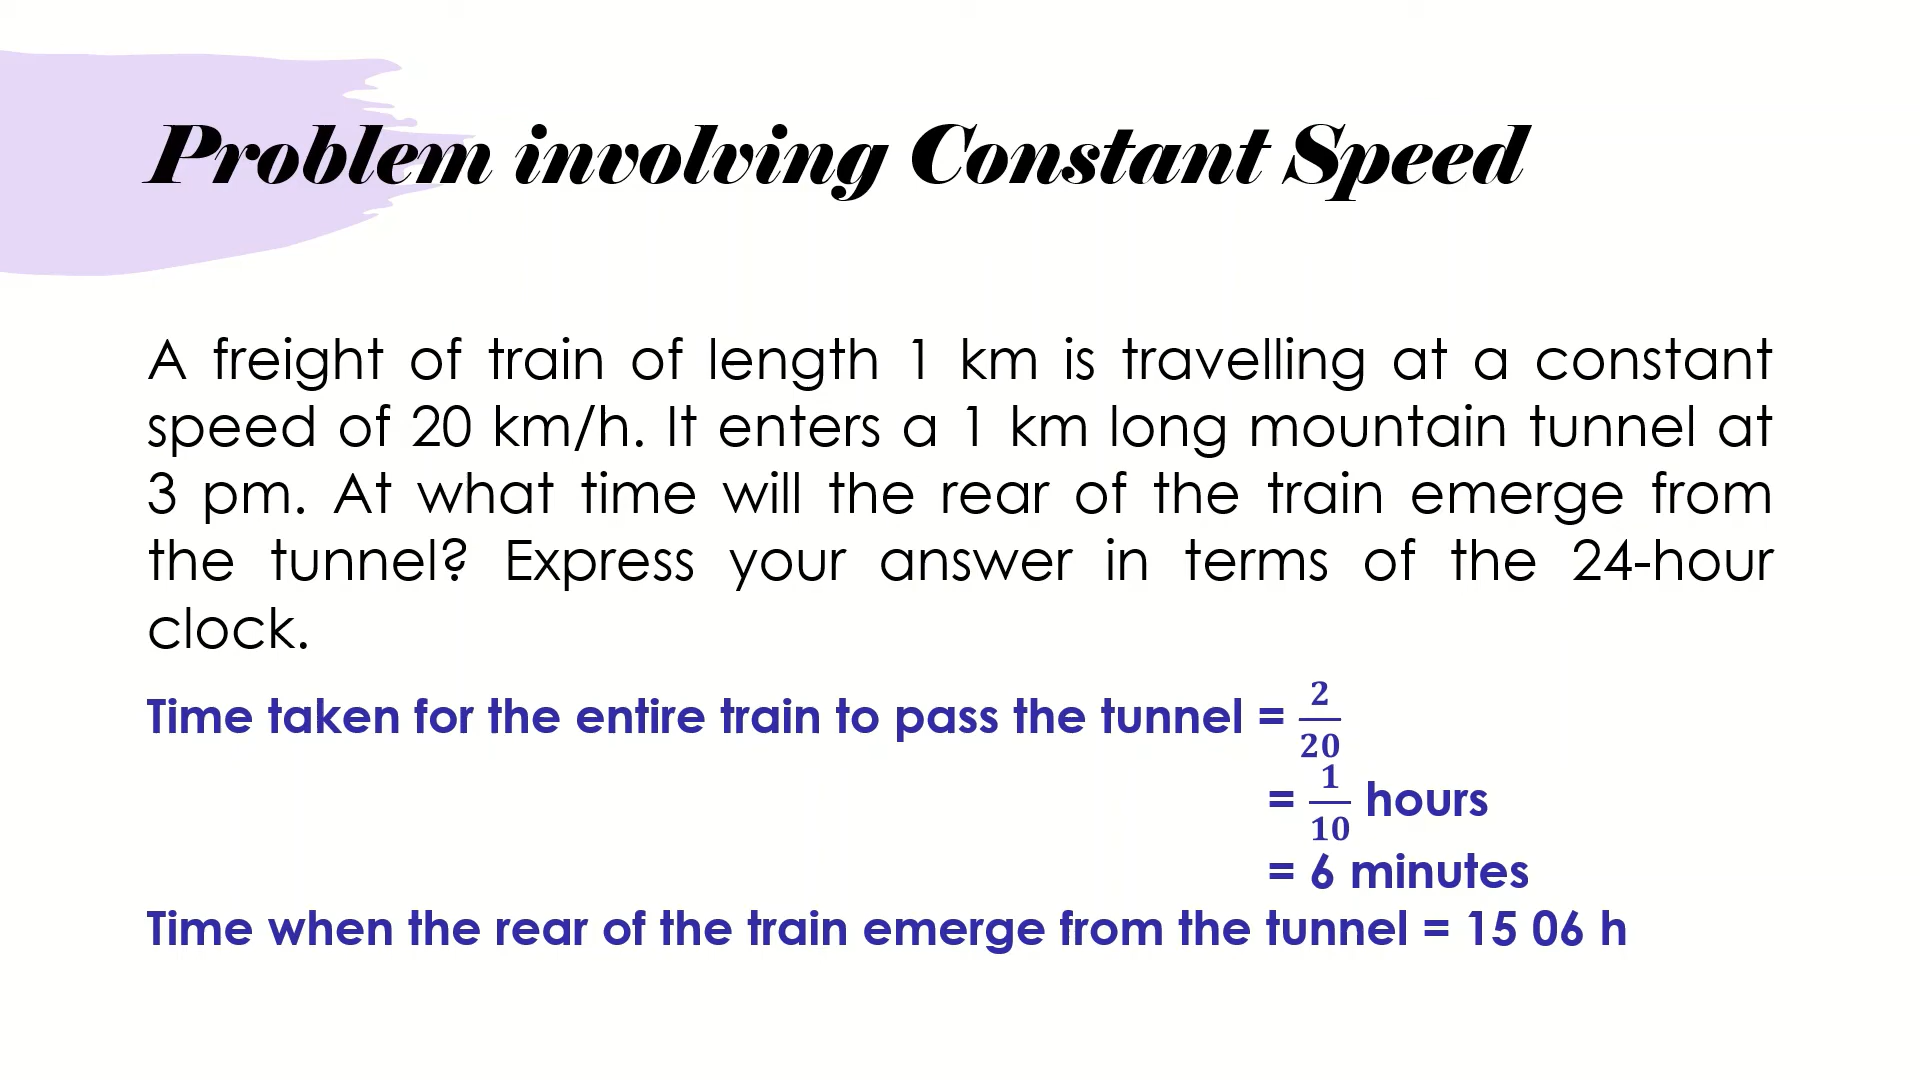 Problem involving Constant Speed
A freight of train of length 1 km is travelling at a constant
speed of 20 km/h. It enters a 1 km long mountain tunnel at
3 pm. At what time will the rear of the train emerge from
the tunnel? Express your answer in terms of the 24-hour
clock.
Time taken for the entire train to pass the tunnel = 2/20
= 1/10 hours
= 6 minutes
Time when the rear of the train emerge from the tunnel = 15 06 h